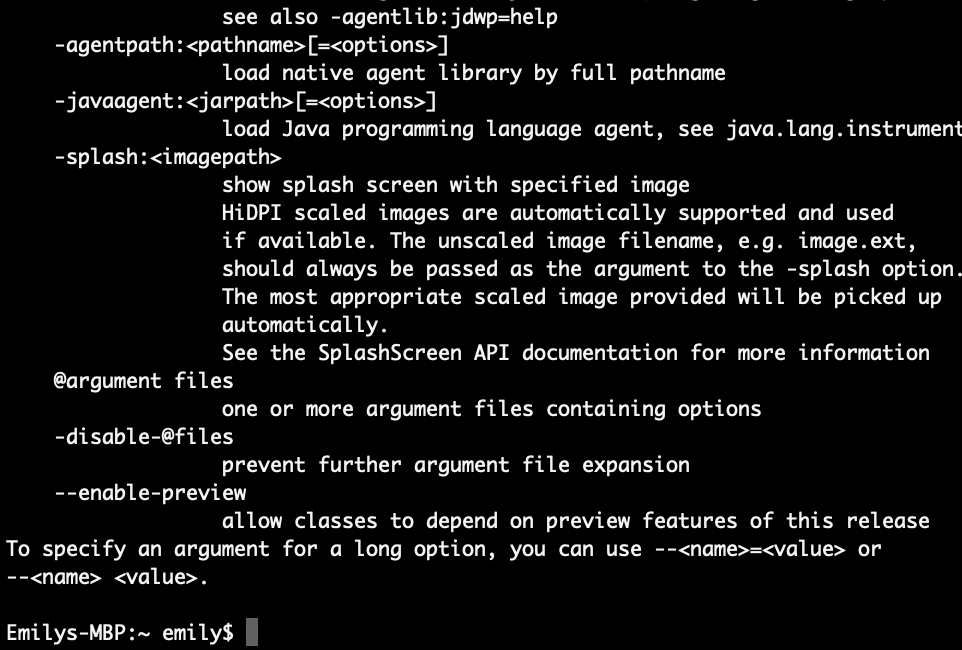 see also -agentlib:jdwp=help
-agentpath:<pathname>[=<options>]
load native agent library by full pathname
-javaagent:<jarpath>[=<options>]
load Java programming language agent, see java.lang.instrument
-splash:<imagepath>
show splash screen with specified image
HiDPI scaled images are automatically supported and used
if available. The unscaled image filename, e.g. image.ext,
should always be passed as the argument to the -splash option.
The most appropriate scaled image provided will be picked up
automatically.
See the SplashScreen API documentation for more information
@argument files
one or more argument files containing options
-disable-@files
prevent further argument file expansion
--enable-preview
allow classes to depend on preview features of this release
To specify an argument for a long option, you can use --<name>=<value> or
--<name> <value>.
Emilys-MBP:~ emily$